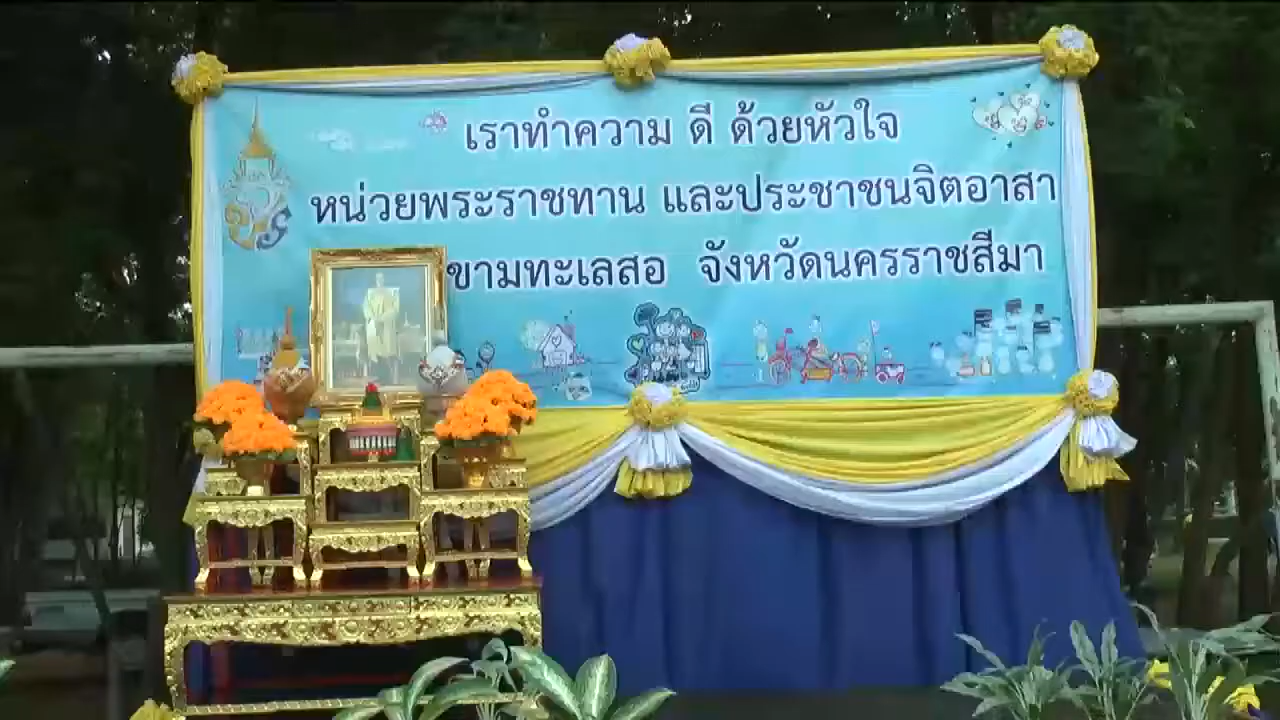 เราทำความ ดี ด้วยหัวใจ
หน่วยพระราชทาน และประชาชนจิตอาสา
ขามทะเลสอ จังหวัดนครราชสีมา